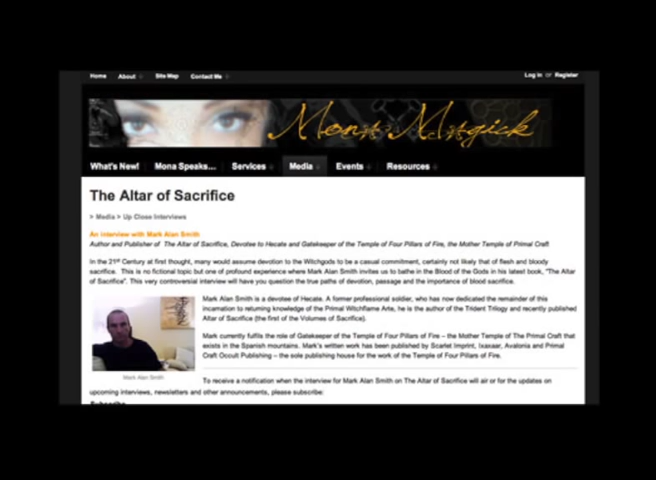 Home About Site Map Contact Me Log In or Register
Mona Magick
What's New! Mona Speaks... Services Media Events Resources
The Altar of Sacrifice
> Media > Up Close Interviews
An interview with Mark Alan Smith
Author and Publisher of The Altar of Sacrifice, Devotee to Hecate and Gatekeeper of the Temple of Four Pillars of Fire, the Mother Temple of Primal Craft
In the 21st Century at first thought, many would assume devotion to the Witchgods to be a casual commitment, certainly not likely that of flesh and bloody
sacrifice. This is no fictional topic but one of profound experience where Mark Alan Smith invites us to bathe in the Blood of the Gods in his latest book, "The Altar
of Sacrifice". This very controversial interview will have you question the true paths of devotion, passage and the importance of blood sacrifice.
Mark Alan Smith is a devotee of Hecate. A former professional soldier, who has now dedicated the remainder of this
incarnation to returning knowledge of the Primal Witchflame Arte, he is the author of the Trident Trilogy and recently published
Altar of Sacrifice (the first of the Volumes of Sacrifice).
Mark currently fulfils the role of Gatekeeper of the Temple of Four Pillars of Fire – the Mother Temple of The Primal Craft that
exists in the Spanish mountains. Mark's written work has been published by Scarlet Imprint, Ixaxaar, Avalonia and Primal
Craft Occult Publishing – the sole publishing house for the work of the Temple of Four Pillars of Fire.
Mark Alan Smith
To receive a notification when the interview for Mark Alan Smith on The Altar of Sacrifice will air or for the updates on
upcoming interviews, newsletters and other announcements, please subscribe:
Subscribe